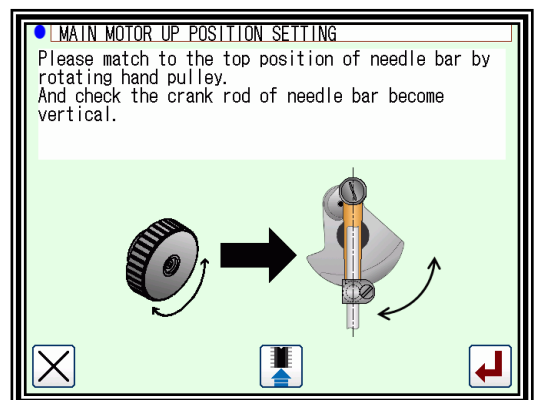 MAIN MOTOR UP POSITION SETTING
Please match to the top position of needle bar by
rotating hand pulley.
And check the crank rod of needle bar become
vertical.